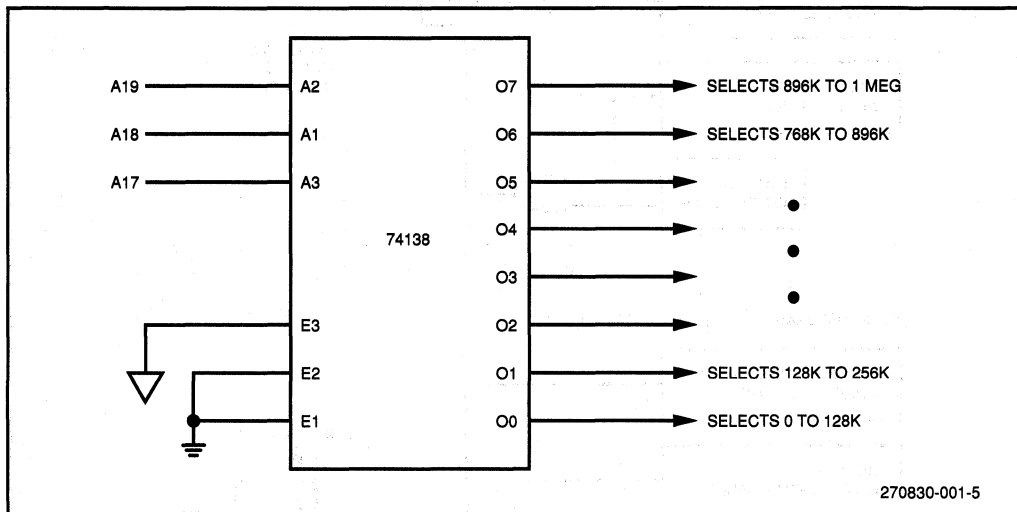 A19 A2 O7 SELECTS 896K TO 1 MEG
A18 A1 O6 SELECTS 768K TO 896K
A17 A3 O5
O4
74138
O3
E3 O2
E2 O1 SELECTS 128K TO 256K
E1 O0 SELECTS 0 TO 128K
270830-001-5